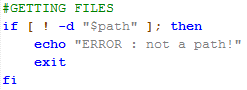 #GETTING FILES
if [ ! -d "$path" ]; then
    echo "ERROR : not a path!"
    exit
fi